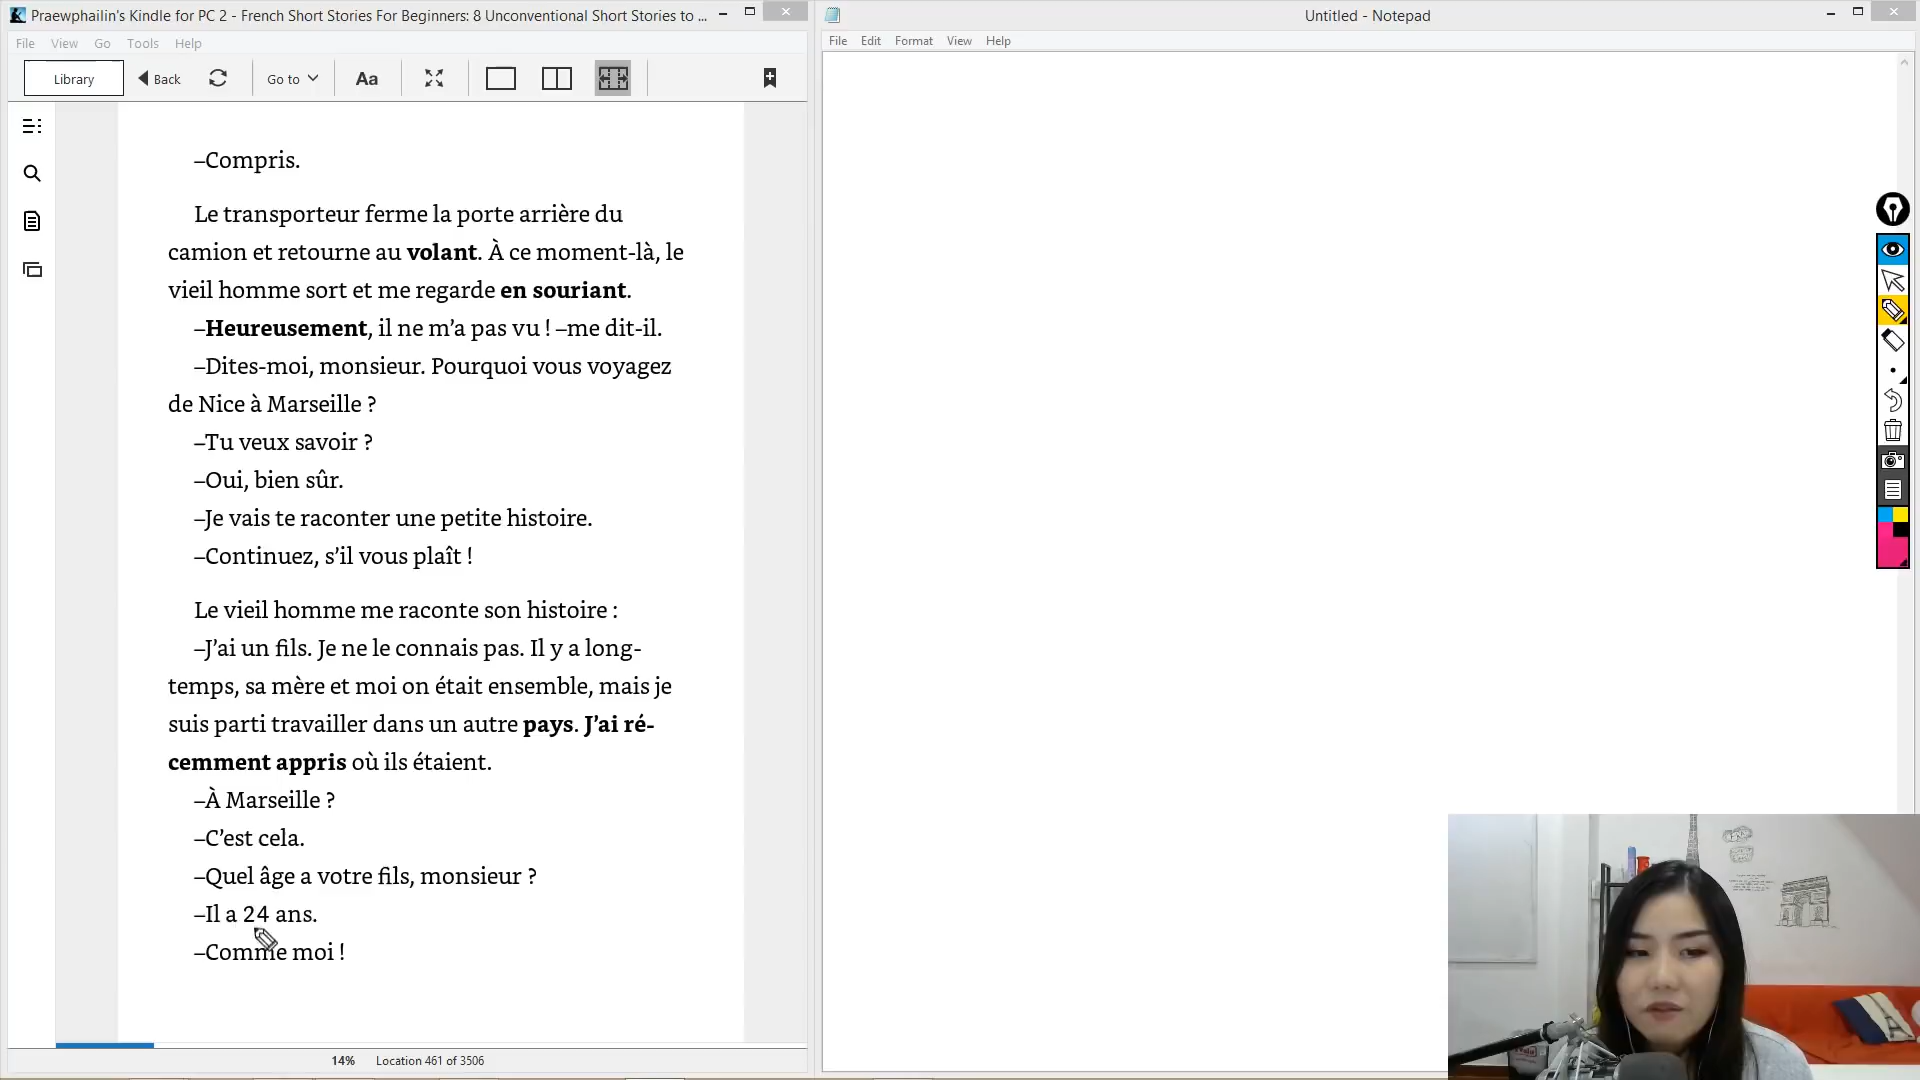 Praewphailin's Kindle for PC 2 - French Short Stories For Beginners: 8 Unconventional Short Stories to ...
File View Go Tools Help
Library Back Go to Aa
–Compris.
Le transporteur ferme la porte arrière du
camion et retourne au volant. À ce moment-là, le
vieil homme sort et me regarde en souriant.
–Heureusement, il ne m’a pas vu ! –me dit-il.
–Dites-moi, monsieur. Pourquoi vous voyagez
de Nice à Marseille ?
–Tu veux savoir ?
–Oui, bien sûr.
–Je vais te raconter une petite histoire.
–Continuez, s’il vous plaît !
Le vieil homme me raconte son histoire :
–J’ai un fils. Je ne le connais pas. Il y a long-
temps, sa mère et moi on était ensemble, mais je
suis parti travailler dans un autre pays. J’ai ré-
cemment appris où ils étaient.
–À Marseille ?
–C’est cela.
–Quel âge a votre fils, monsieur ?
–Il a 24 ans.
–Comme moi !
14% Location 461 of 3506
Untitled - Notepad
File Edit Format View Help